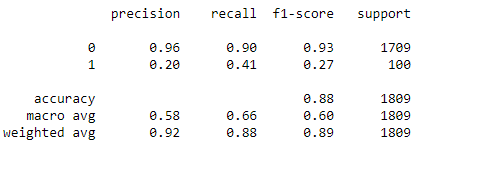 precision recall f1-score support
0 0.96 0.90 0.93 1709
1 0.20 0.41 0.27 100
accuracy 0.88 1809
macro avg 0.58 0.66 0.60 1809
weighted avg 0.92 0.88 0.89 1809